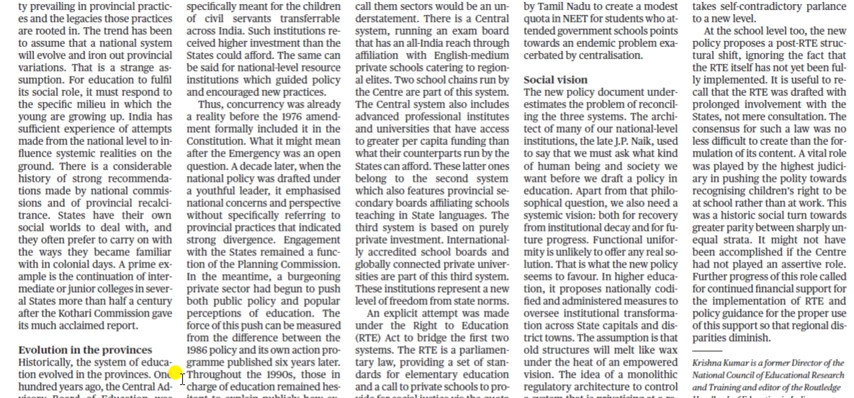 ty prevailing in provincial practic-
es and the legacies those practices
are rooted in. The trend has been
to assume that a national system
will evolve and iron out provincial
variations. That is a strange as-
sumption. For education to fulfil
its social role, it must respond to
the specific milieu in which the
young are growing up. India has
sufficient experience of attempts
made from the national level to in-
fluence systemic realities on the
ground. There is a considerable
history of strong recommenda-
tions made by national commis-
sions and of provincial recalci-
trance. States have their own
social worlds to deal with, and
they often prefer to carry on with
the ways they became familiar
with in colonial days. A prime ex-
ample is the continuation of inter-
mediate or junior colleges in sever-
al States more than half a century
after the Kothari Commission gave
its much acclaimed report.
Evolution in the provinces
Historically, the system of educa-
tion evolved in the provinces. One
hundred years ago, the Central Ad-
visory Board of Education was
specifically meant for the children
of civil servants transferrable
across India. Such institutions re-
ceived higher investment than the
States could afford. The same can
be said for national-level resource
institutions which guided policy
and encouraged new practices.
Thus, concurrency was already
a reality before the 1976 amend-
ment formally included it in the
Constitution. What it might mean
after the Emergency was an open
question. A decade later, when the
national policy was drafted under
a youthful leader, it emphasised
national concerns and perspective
without specifically referring to
provincial practices that indicated
strong divergence. Engagement
with the States remained a func-
tion of the Planning Commission.
In the meantime, a burgeoning
private sector had begun to push
both public policy and popular
perceptions of education. The
force of this push can be measured
from the difference between the
1986 policy and its own action pro-
gramme published six years later.
Throughout the 1990s, those in
charge of education remained hes-
call them sectors would be an un-
derstatement. There is a Central
system, running an exam board
that has an all-India reach through
affiliation with English-medium
private schools catering to region-
al elites. Two school chains run by
the Centre are part of this system.
The Central system also includes
advanced professional institutes
and universities that have access
to greater per capita funding than
what their counterparts run by the
States can afford. These latter ones
belong to the second system
which also features provincial se-
condary boards affiliating schools
teaching in State languages. The
third system is based on purely
private investment. International-
ly accredited school boards and
globally connected private univer-
sities are part of this third system.
These institutions represent a new
level of freedom from state norms.
An explicit attempt was made
under the Right to Education
(RTE) Act to bridge the first two
systems. The RTE is a parliamen-
tary law, providing a set of stan-
dards for elementary education
and a call to private schools to pro-
by Tamil Nadu to create a modest
quota in NEET for students who at-
tended government schools points
towards an endemic problem exa-
cerbated by centralisation.
Social vision
The new policy document under-
estimates the problem of reconcil-
ing the three systems. The archi-
tect of many of our national-level
institutions, the late J.P. Naik, used
to say that we must ask what kind
of human being and society we
want before we draft a policy in
education. Apart from that philo-
sophical question, we also need a
systemic vision: both for recovery
from institutional decay and for fu-
ture progress. Functional unifor-
mity is unlikely to offer any real so-
lution. That is what the new policy
seems to favour. In higher educa-
tion, it proposes nationally codi-
fied and administered measures to
oversee institutional transforma-
tion across State capitals and dis-
trict towns. The assumption is that
old structures will melt like wax
under the heat of an empowered
vision. The idea of a monolithic
regulatory architecture to control
takes self-contradictory parlance
to a new level.
At the school level too, the new
policy proposes a post-RTE struc-
tural shift, ignoring the fact that
the RTE itself has not yet been ful-
ly implemented. It is useful to re-
call that the RTE was drafted with
prolonged involvement with the
States, not mere consultation. The
consensus for such a law was no
less difficult to create than the for-
mulation of its content. A vital role
was played by the highest judici-
ary in pushing the polity towards
recognising children's right to be
at school rather than at work. This
was a historic social turn towards
greater parity between sharply un-
equal strata. It might not have
been accomplished if the Centre
had not played an assertive role.
Further progress of this role called
for continued financial support for
the implementation of RTE and
policy guidance for the proper use
of this support so that regional dis-
parities diminish.
Krishna Kumar is a former Director of the
National Council of Educational Research
and Training and editor of the Routledge